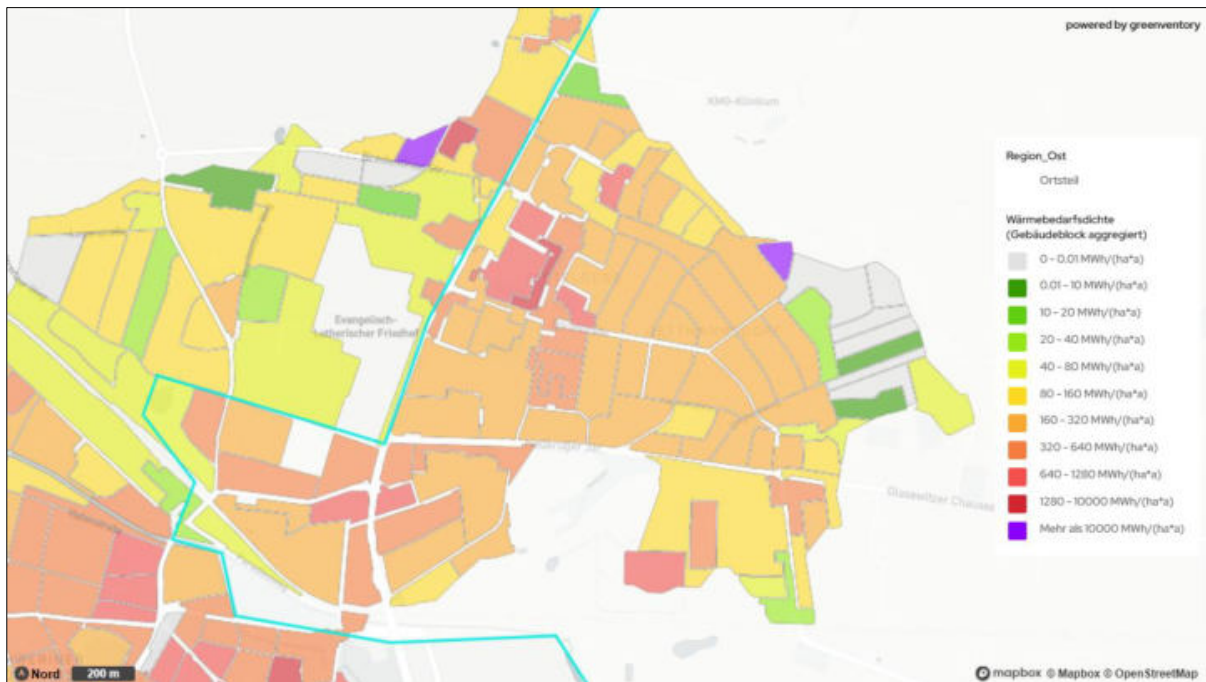 powered by greenventory
KMG-Klinikum
Region_Ost
Ortsteil
Wärmebedarfsdichte
(Gebäudeblock aggregiert)
0 - 0.01 MWh/(ha*a)
0.01 - 10 MWh/(ha*a)
10 - 20 MWh/(ha*a)
20 - 40 MWh/(ha*a)
40 - 80 MWh/(ha*a)
80 - 160 MWh/(ha*a)
160 - 320 MWh/(ha*a)
320 - 640 MWh/(ha*a)
640 - 1280 MWh/(ha*a)
1280 - 10000 MWh/(ha*a)
Mehr als 10000 MWh/(ha*a)
Evangelisch-
Lutherischer Friedhof
Glasewitzer Chaussee
Nord
200 m
mapbox © Mapbox © OpenStreetMap